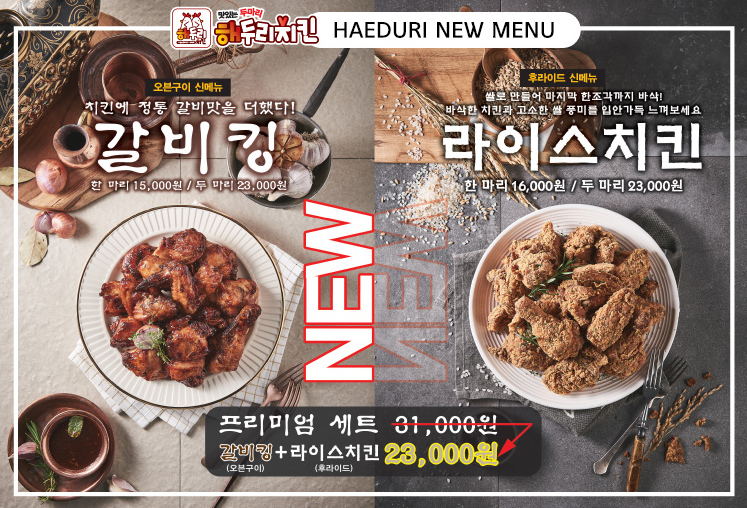 맛있는 두마리
해두리치킨
해두리치킨
HAEDURI NEW MENU
오븐구이 신메뉴
치킨에 정통 갈비맛을 더했다!
갈비킹
한 마리 15,000원 / 두 마리 23,000원
후라이드 신메뉴
쌀로 만들어 마지막 한조각까지 바삭!
바삭한 치킨과 고소한 쌀 풍미를 입안가득 느껴보세요
라이스치킨
한 마리 16,000원 / 두 마리 23,000원
NEW
NEW
프리미엄 세트 31,000원
갈비킹+라이스치킨 23,000원
(오븐구이) (후라이드)